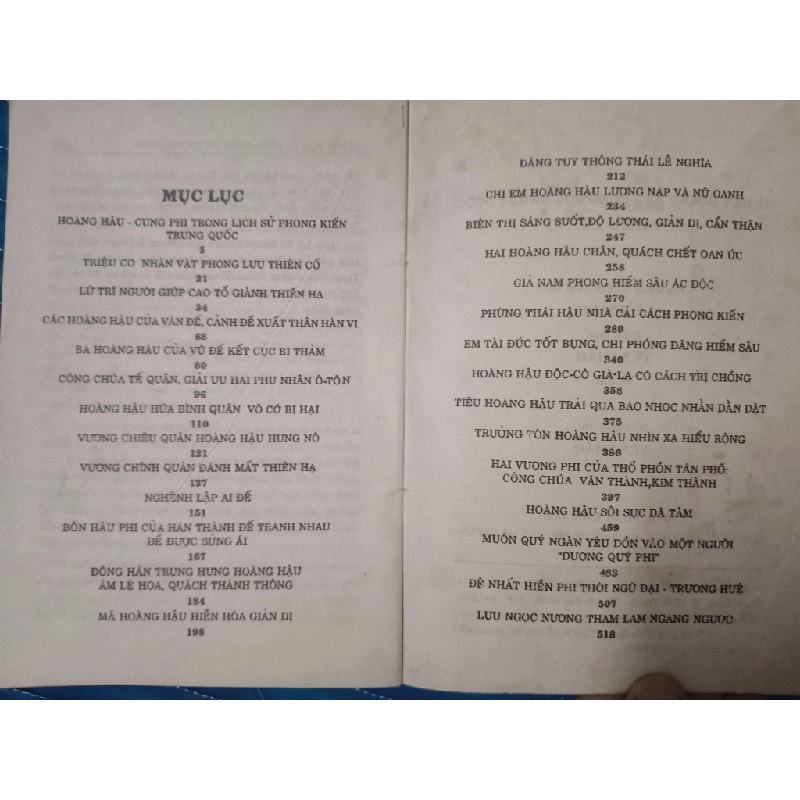 MỤC LỤC
HOÀNG HẬU - CUNG PHI TRONG LỊCH SỬ PHONG KIẾN
TRUNG QUỐC
5
TRIỆU CƠ NHÂN VẬT PHONG LƯU THIÊN CỔ
21
LỮ TRĨ NGƯỜI GIÚP CAO TỔ GIÀNH THIÊN HẠ
34
CÁC HOÀNG HẬU CỦA VĂN ĐẾ, CẢNH ĐẾ XUẤT THÂN HÀN VI
68
BA HOÀNG HẬU CỦA VŨ ĐẾ KẾT CỤC BI THẢM
80
CÔNG CHÚA TẾ QUÂN, GIẢI ƯU HAI PHU NHÂN Ô-TÔN
96
HOÀNG HẬU HỨA BÌNH QUÂN VÔ CỚ BỊ HẠI
110
VƯƠNG CHIÊU QUÂN HOÀNG HẬU HUNG NÔ
121
VƯƠNG CHÍNH QUÂN ĐÁNH MẤT THIÊN HẠ
137
NGHÊNH LẬP AI ĐẾ
151
BỐN HẬU PHI CỦA HÁN THÀNH ĐẾ TRANH NHAU
ĐỂ ĐƯỢC SỦNG ÁI
167
ĐÔNG HÁN TRUNG HƯNG HOÀNG HẬU
ÂM LỆ HOA, QUÁCH THÁNH THÔNG
184
MÃ HOÀNG HẬU HIỀN HÒA GIẢN DỊ
198
ĐẶNG TUY THÔNG THÁI LỄ NGHĨA
212
CHỊ EM HOÀNG HẬU LƯƠNG NẠP VÀ NỮ OANH
234
BIỆN THỊ SÁNG SUỐT, ĐỘ LƯỢNG, GIẢN DỊ, CẨN THẬN
247
HAI HOÀNG HẬU CHÂN, QUÁCH CHẾT OAN ỨC
258
GIẢ NAM PHONG HIỂM SÂU ÁC ĐỘC
270
PHÙNG THÁI HẬU NHÀ CẢI CÁCH PHONG KIẾN
289
EM TÀI ĐỨC TỐT BỤNG, CHỊ PHÓNG ĐÃNG HIỂM SÂU
340
HOÀNG HẬU ĐỘC-CÔ GIÀ-LA CÓ CÁCH TRỊ CHỒNG
358
TIÊU HOÀNG HẬU TRẢI QUA BAO NHỌC NHẰN DẰN DẶT
375
TRƯỞNG TÔN HOÀNG HẬU NHÌN XA HIỂU RỘNG
386
HAI VƯƠNG PHI CỦA THỔ PHỒN TÁN PHỔ-
CÔNG CHÚA VĂN THÀNH, KIM THÀNH
397
HOÀNG HẬU SÔI SỤC DÃ TÂM
459
MUÔN QUÝ NGÀN YÊU DỒN VÀO MỘT NGƯỜI
"DƯƠNG QUÝ PHI"
483
ĐỆ NHẤT HIỀN PHI THỜI NGŨ ĐẠI - TRƯƠNG HUỆ
507
LƯU NGỌC NƯƠNG THAM LAM NGANG NGƯỢC
518